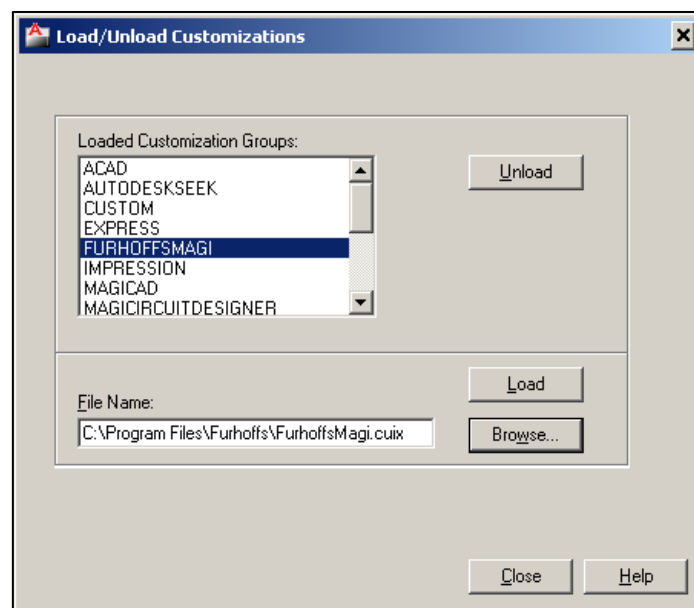 Load/Unload Customizations
Loaded Customization Groups:
ACAD
AUTODESKSEEK
CUSTOM
EXPRESS
FURHOFFSMAGI
IMPRESSION
MAGICAD
MAGICIRCUITDESIGNER
Unload
Load
File Name:
C:\Program Files\Furhoffs\FurhoffsMagi.cuix
Browse...
Close
Help